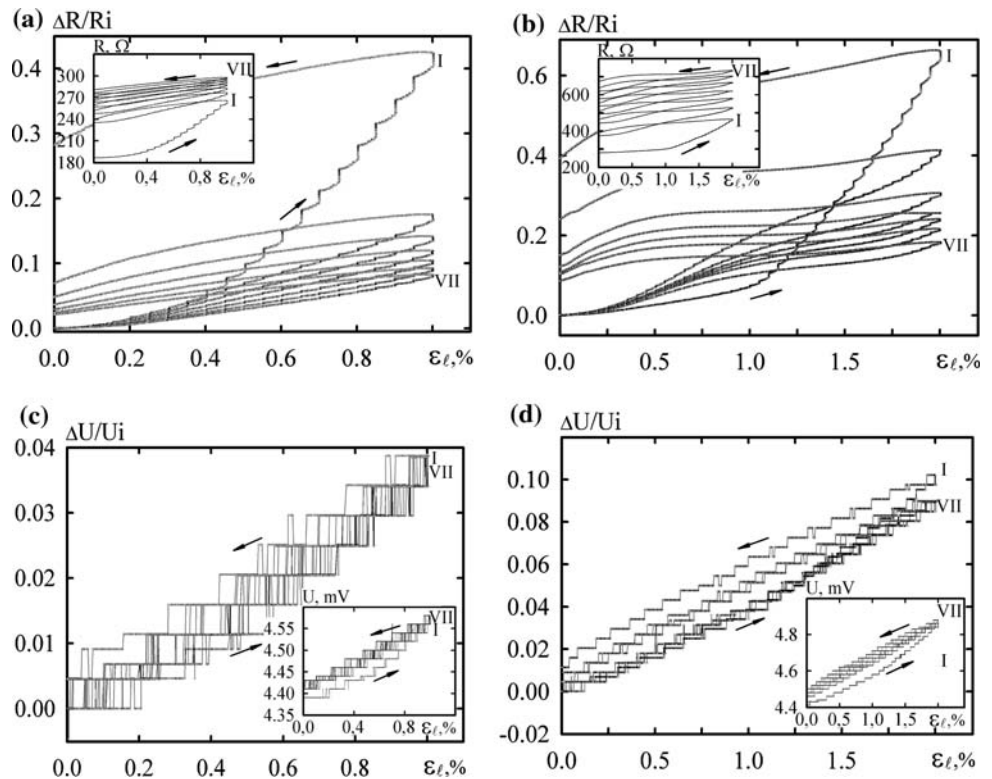 (a)
ΔR/Ri
0.4
0.3
0.2
0.1
0.0
0.0 0.2 0.4 0.6 0.8 εℓ,%
I
VII
R, Ω
300
270
240
210
180
0,0 0,4 0,8 εℓ,%
VII
I
(b)
ΔR/Ri
0.6
0.4
0.2
0.0
0.0 0.5 1.0 1.5 εℓ,%
I
VII
R, Ω
600
400
200
0,0 0,5 1,0 1,5 εℓ,%
VII
I
(c)
ΔU/Ui
0.04
0.03
0.02
0.01
0.00
0.0 0.2 0.4 0.6 0.8 εℓ,%
I
VII
U, mV
4.55
4.50
4.45
4.40
4.35
0,0 0,4 0,8 εℓ,%
VII
I
(d)
ΔU/Ui
0.10
0.08
0.06
0.04
0.02
0.00
-0.02
0.0 0.5 1.0 1.5 εℓ,%
I
VII
U, mV
4.8
4.6
4.4
0,0 0,5 1,0 1,5 εℓ,%
VII
I